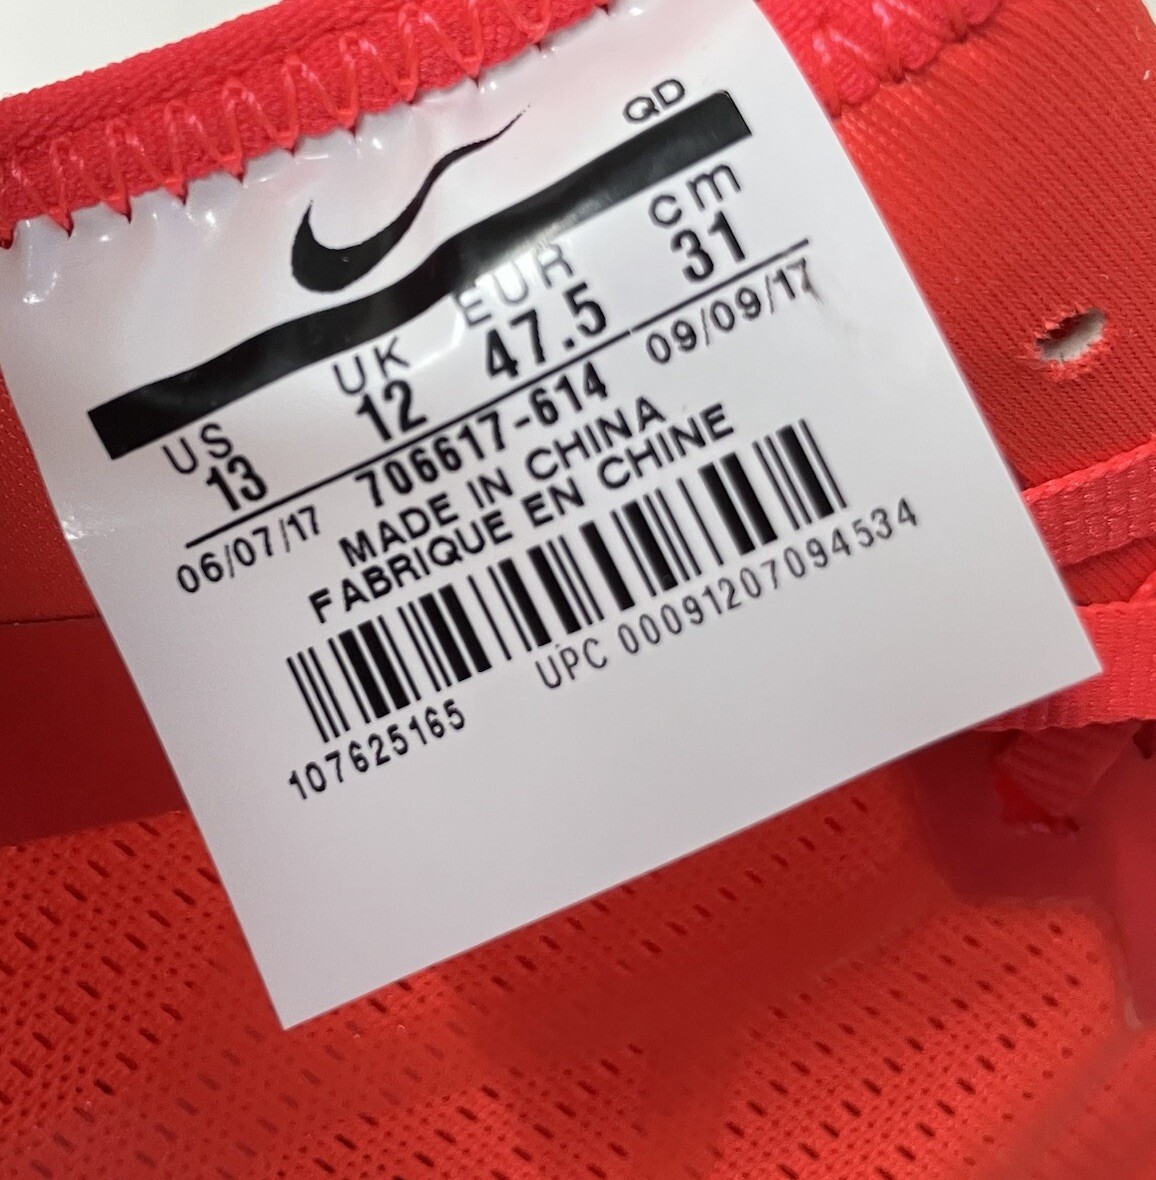 QD
US UK EUR cm
13 12 47.5 31
06/07/17 706617-614 09/09/17
MADE IN CHINA
FABRIQUE EN CHINE
107625165 UPC 00091207094534